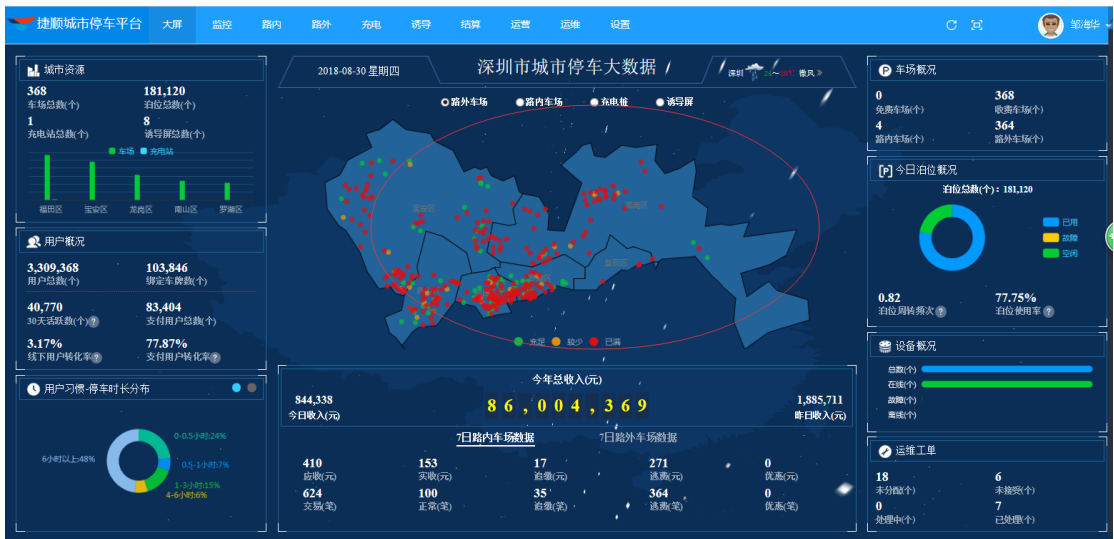 捷顺城市停车平台 大屏 监控 路内 路外 充电 诱导 结算 运营 运维 设置 邹海华
城市资源
368 181,120
车场总数(个) 泊位总数(个)
1 8
充电站总数(个) 诱导屏总数(个)
车场 充电站
福田区 宝安区 龙岗区 南山区 罗湖区
用户概况
3,309,368 103,846
用户总数(个) 绑定车牌数(个)
40,770 83,404
30天活跃数(个) ? 支付用户总数(个)
3.17% 77.87%
线下用户转化率 ? 支付用户转化率 ?
用户习惯-停车时长分布
0-0.5小时:24%
6小时以上:48%
0.5-1小时:7%
1-3小时:15%
4-6小时:6%
2018-08-30 星期四 深圳市城市停车大数据 深圳 微风 »
路外车场 路内车场 充电桩 诱导屏
宝安区
龙岗区
盐田区
充足 较少 已满
今年总收入(元)
844,338 86,004,369 1,885,711
今日收入(元) 昨日收入(元)
7日路内车场数据 7日路外车场数据
410 153 17 271 0
应收(元) 实收(元) 追缴(元) 逃费(元) 优惠(元)
624 100 35 364 0
交易(笔) 正常(笔) 追缴(笔) 逃费(笔) 优惠(笔)
P 车场概况
0 368
免费车场(个) 收费车场(个)
4 364
路内车场(个) 路外车场(个)
[P] 今日泊位概况
泊位总数(个): 181,120
已用
故障
空闲
0.82 77.75%
泊位周转频次 ? 泊位使用率 ?
设备概况
总数(个)
在线(个)
故障(个)
离线(个)
运维工单
18 6
未分配(个) 未接受(个)
0 7
处理中(个) 已处理(个)